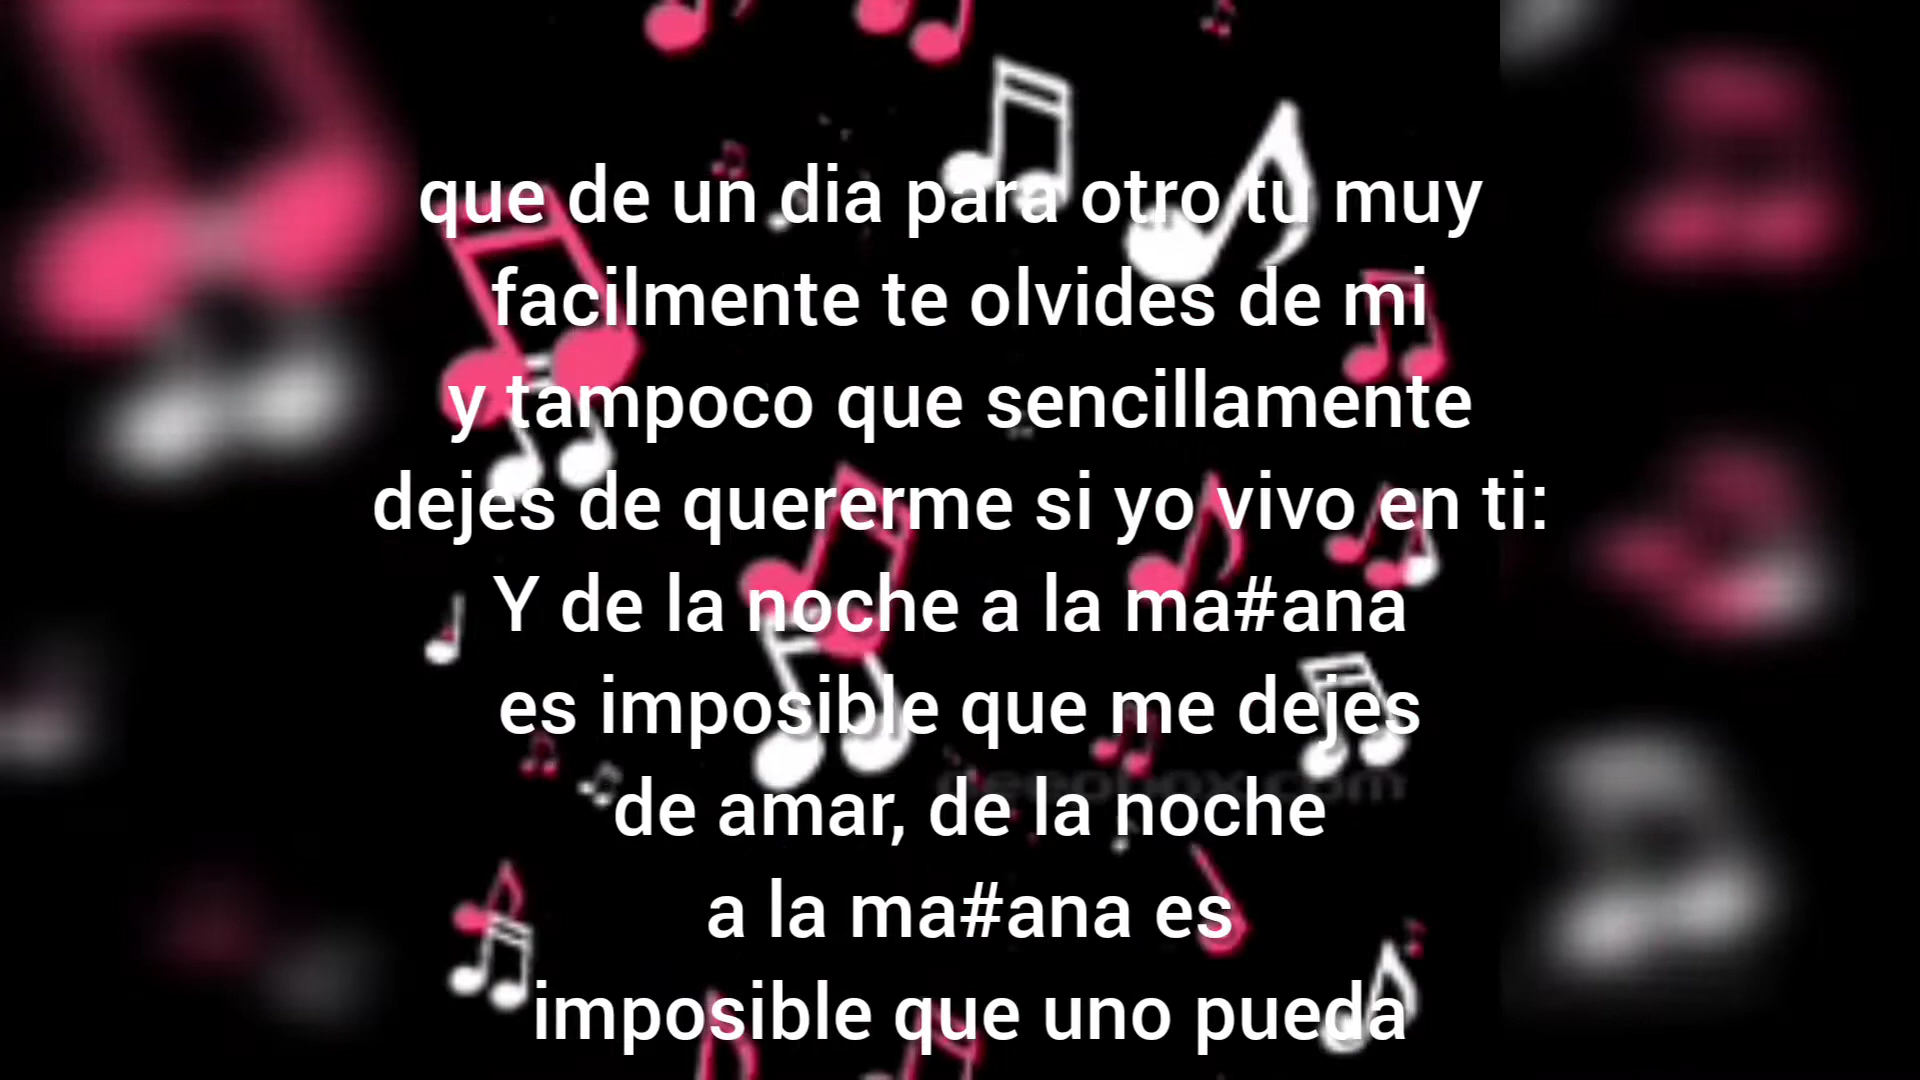 que de un dia para otro tu muy
facilmente te olvides de mi
y tampoco que sencillamente
dejes de quererme si yo vivo en ti:
Y de la noche a la ma#ana
es imposible que me dejes
de amar, de la noche
a la ma#ana es
imposible que uno pueda